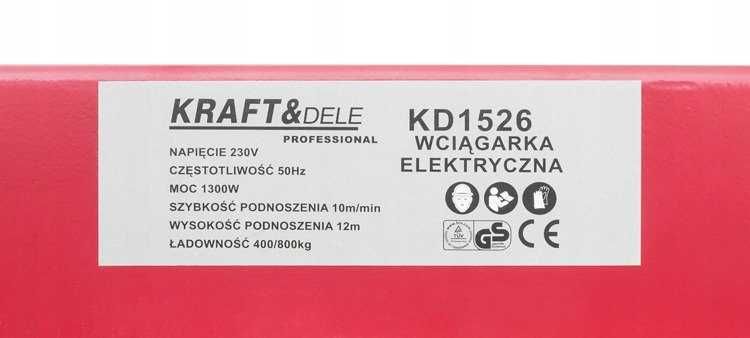 KRAFT&DELE
PROFESSIONAL
NAPIĘCIE 230V
CZĘSTOTLIWOŚĆ 50Hz
MOC 1300W
SZYBKOŚĆ PODNOSZENIA 10m/min
WYSOKOŚĆ PODNOSZENIA 12m
ŁADOWNOŚĆ 400/800kg
KD1526
WCIĄGARKA
ELEKTRYCZNA
TÜV
GS
CE